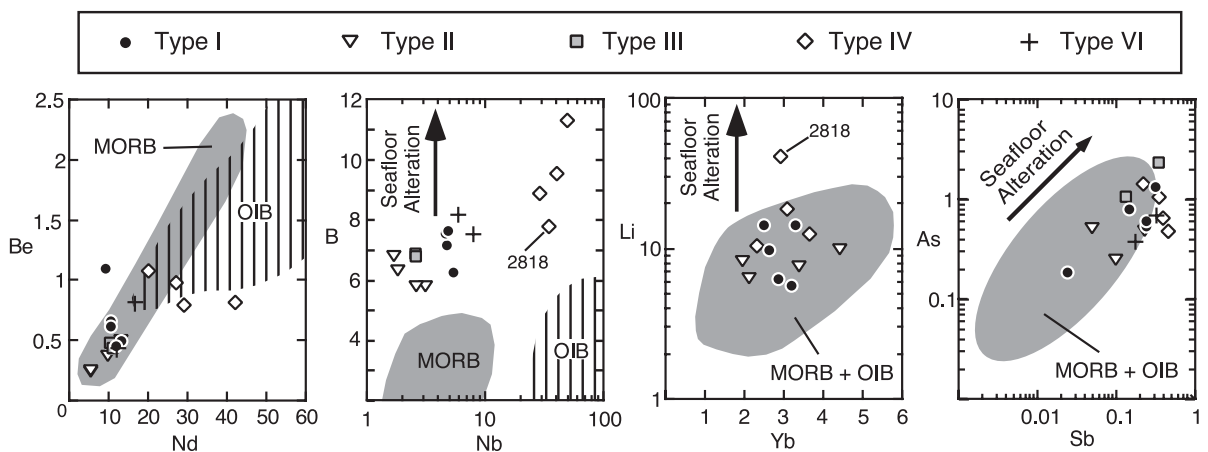 Type I
Type II
Type III
Type IV
Type VI
2.5
2
1.5
1
0.5
0
Be
MORB
OIB
10
20
30
40
50
60
Nd
12
10
8
6
4
2
B
Seafloor
Alteration
2818
MORB
OIB
1
10
100
Nb
100
10
1
Li
Seafloor
Alteration
2818
MORB + OIB
1
2
3
4
5
6
Yb
10
1
0.1
As
Seafloor
Alteration
MORB + OIB
0.01
0.1
1
Sb